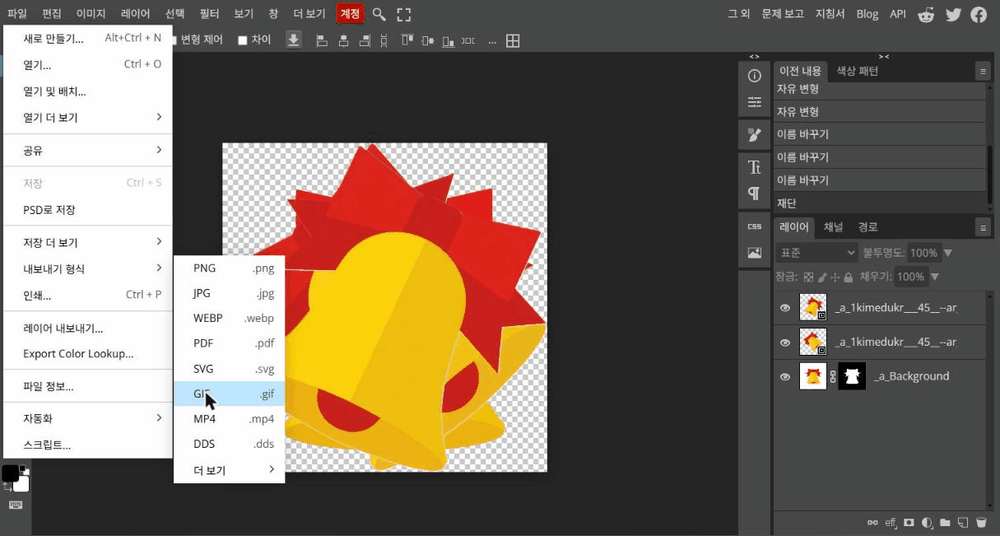 파일 편집 이미지 레이어 선택 필터 보기 창 더 보기 계정 그 외 문제 보고 지침서 Blog API
변형 제어 차이 ...
새로 만들기... Alt+Ctrl + N
열기... Ctrl + O
열기 및 배치...
열기 더 보기 >
공유 >
저장 Ctrl + S
PSD로 저장
저장 더 보기 >
내보내기 형식 >
인쇄... Ctrl + P
레이어 내보내기...
Export Color Lookup...
파일 정보...
자동화 >
스크립트...
PNG .png
JPG .jpg
WEBP .webp
PDF .pdf
SVG .svg
GIF .gif
MP4 .mp4
DDS .dds
더 보기 >
< > > <
이전 내용 색상 패턴
자유 변형
자유 변형
이름 바꾸기
이름 바꾸기
이름 바꾸기
재단
CSS
레이어 채널 경로
표준 불투명도: 100%
잠금: 채우기: 100%
_a_1kimedukr___45__--ar
_a_1kimedukr___45__--ar
_a_Background
eff